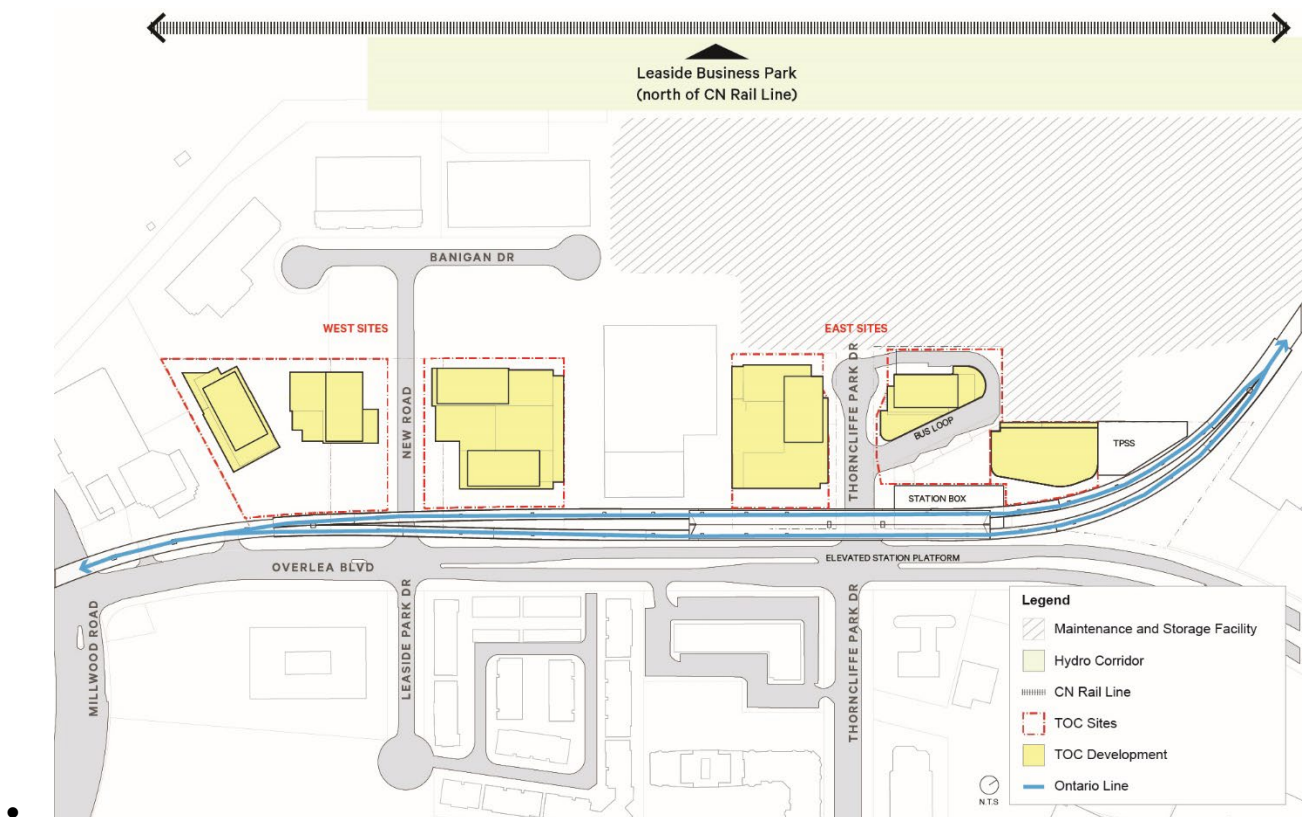 Leaside Business Park
(north of CN Rail Line)
BANIGAN DR
WEST SITES
EAST SITES
NEW ROAD
THORNCLIFFE PARK DR
BUS LOOP
TPSS
STATION BOX
ELEVATED STATION PLATFORM
OVERLEA BLVD
MILLWOOD ROAD
LEASIDE PARK DR
THORNCLIFFE PARK DR
Legend
Maintenance and Storage Facility
Hydro Corridor
CN Rail Line
TOC Sites
TOC Development
Ontario Line
N.T.S